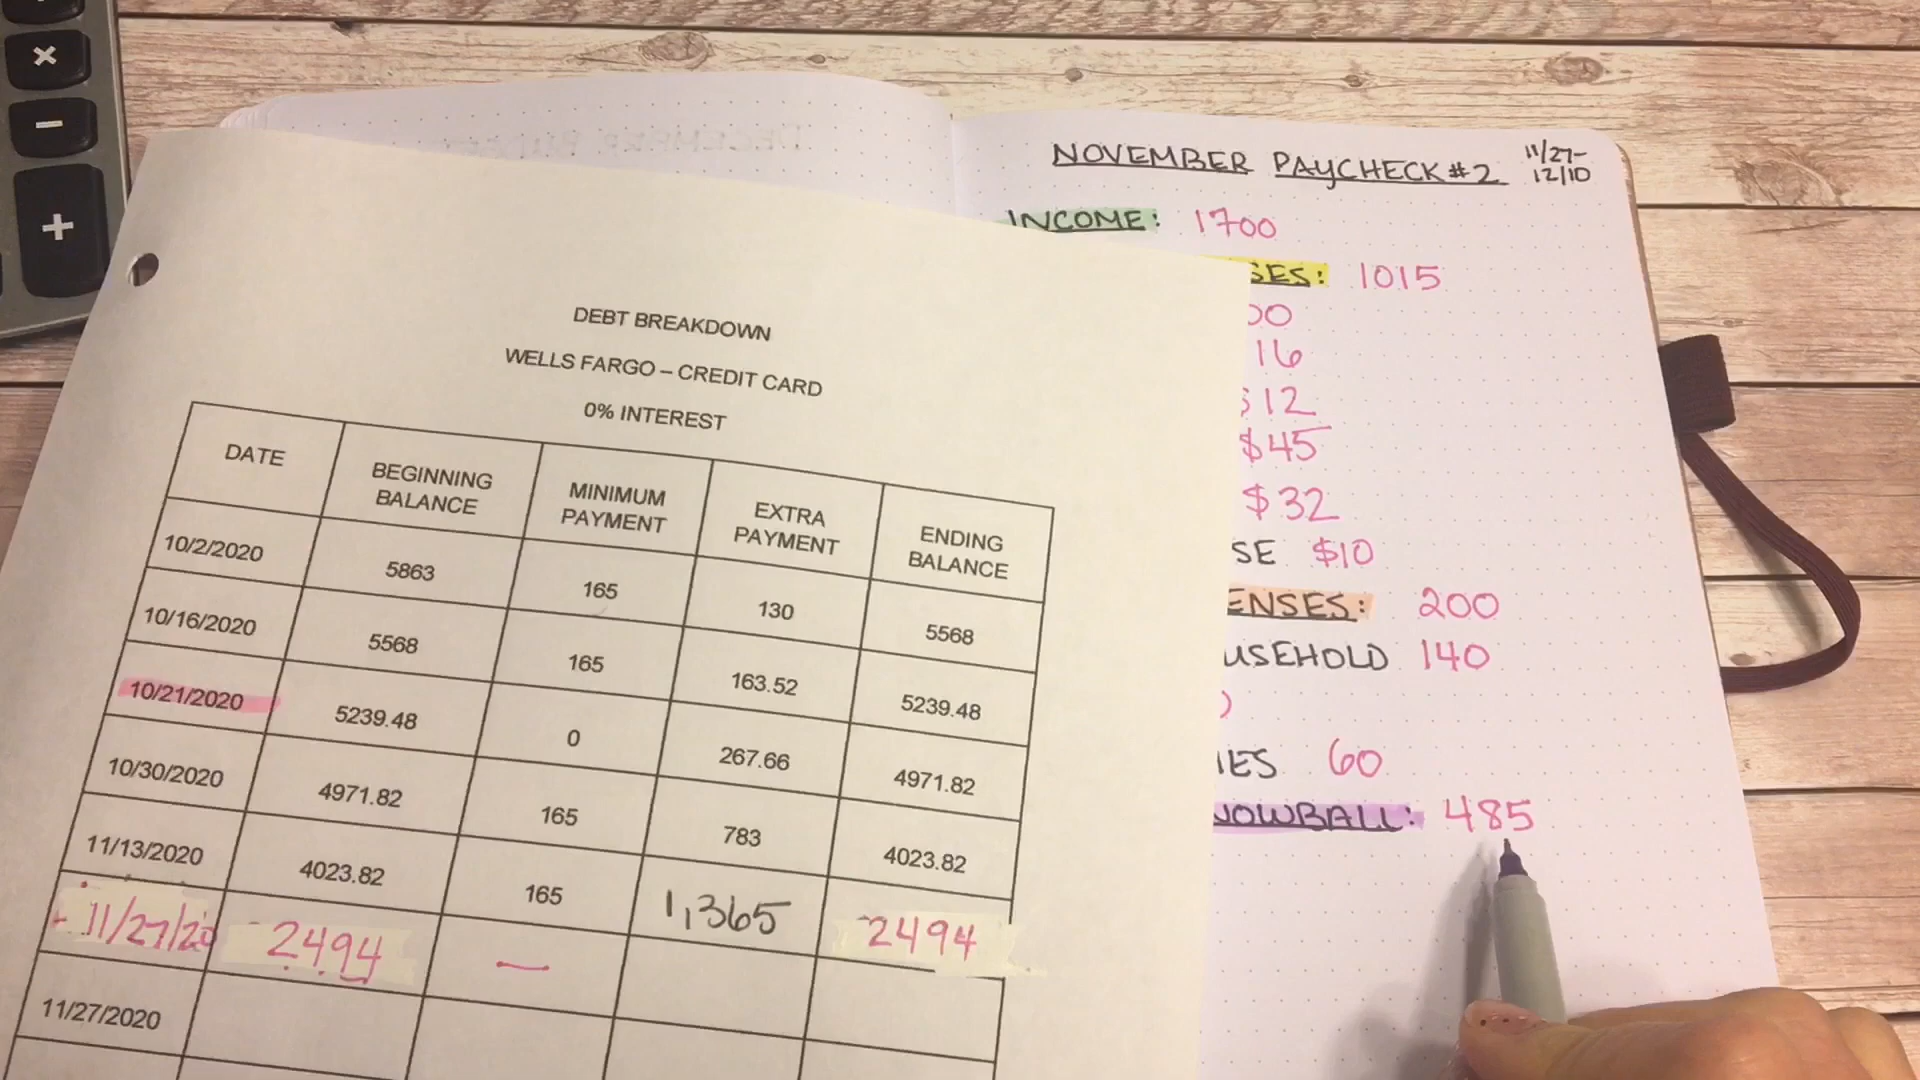 ×
−
+
DEBT BREAKDOWN
WELLS FARGO – CREDIT CARD
0% INTEREST
DATE BEGINNING BALANCE MINIMUM PAYMENT EXTRA PAYMENT ENDING BALANCE
10/2/2020 5863 165 130 5568
10/16/2020 5568 165 163.52 5239.48
10/21/2020 5239.48 0 267.66 4971.82
10/30/2020 4971.82 165 783 4023.82
11/13/2020 4023.82 165 1,365 2494
11/27/20 2494 —
11/27/2020
NOVEMBER PAYCHECK #2 11/27-
12/10
INCOME: 1700
SES: 1015
00
16
$12
$45
$32
SE $10
ENSES: 200
USEHOLD 140
IES 60
NOWBALL: 485